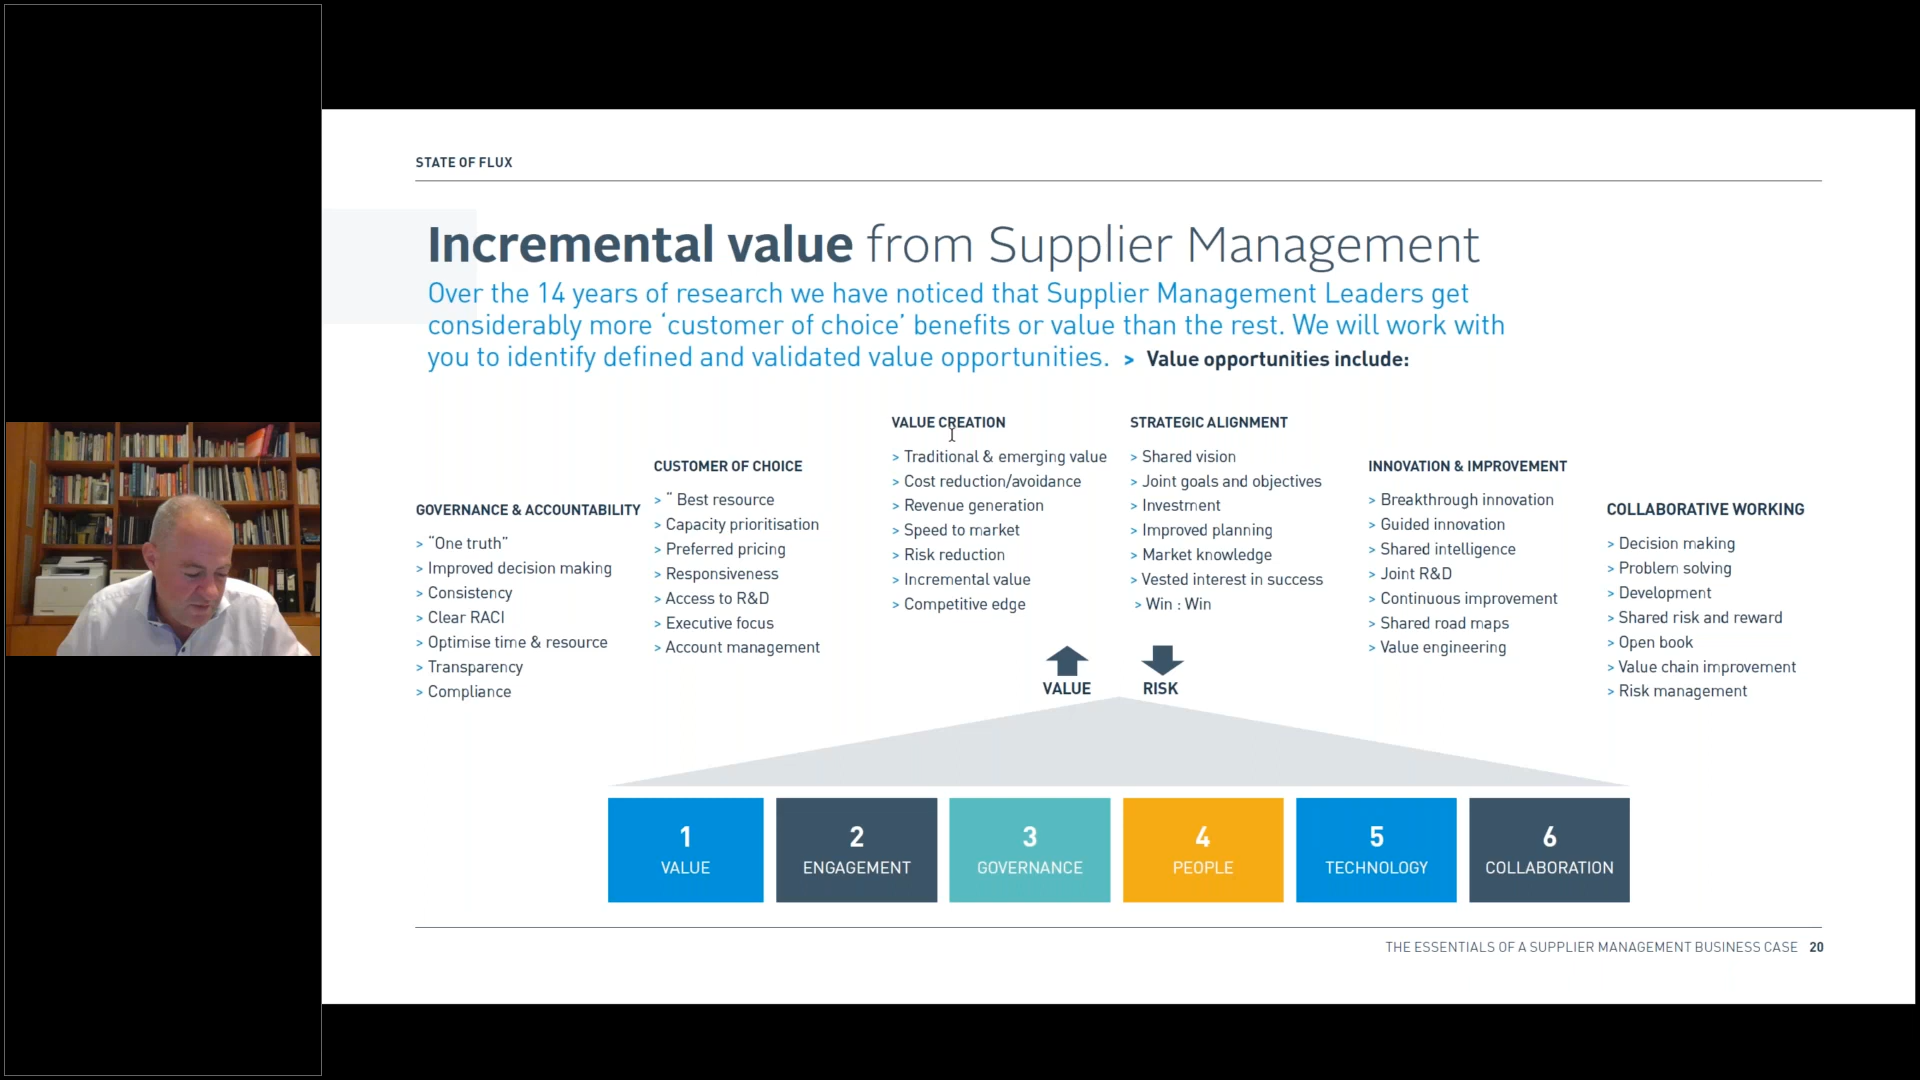 STATE OF FLUX
Incremental value from Supplier Management
Over the 14 years of research we have noticed that Supplier Management Leaders get
considerably more ‘customer of choice’ benefits or value than the rest. We will work with
you to identify defined and validated value opportunities. > Value opportunities include:
GOVERNANCE & ACCOUNTABILITY
> “One truth”
> Improved decision making
> Consistency
> Clear RACI
> Optimise time & resource
> Transparency
> Compliance
CUSTOMER OF CHOICE
> “ Best resource
> Capacity prioritisation
> Preferred pricing
> Responsiveness
> Access to R&D
> Executive focus
> Account management
VALUE CREATION
> Traditional & emerging value
> Cost reduction/avoidance
> Revenue generation
> Speed to market
> Risk reduction
> Incremental value
> Competitive edge
STRATEGIC ALIGNMENT
> Shared vision
> Joint goals and objectives
> Investment
> Improved planning
> Market knowledge
> Vested interest in success
> Win : Win
INNOVATION & IMPROVEMENT
> Breakthrough innovation
> Guided innovation
> Shared intelligence
> Joint R&D
> Continuous improvement
> Shared road maps
> Value engineering
COLLABORATIVE WORKING
> Decision making
> Problem solving
> Development
> Shared risk and reward
> Open book
> Value chain improvement
> Risk management
VALUE
RISK
1
VALUE
2
ENGAGEMENT
3
GOVERNANCE
4
PEOPLE
5
TECHNOLOGY
6
COLLABORATION
THE ESSENTIALS OF A SUPPLIER MANAGEMENT BUSINESS CASE 20